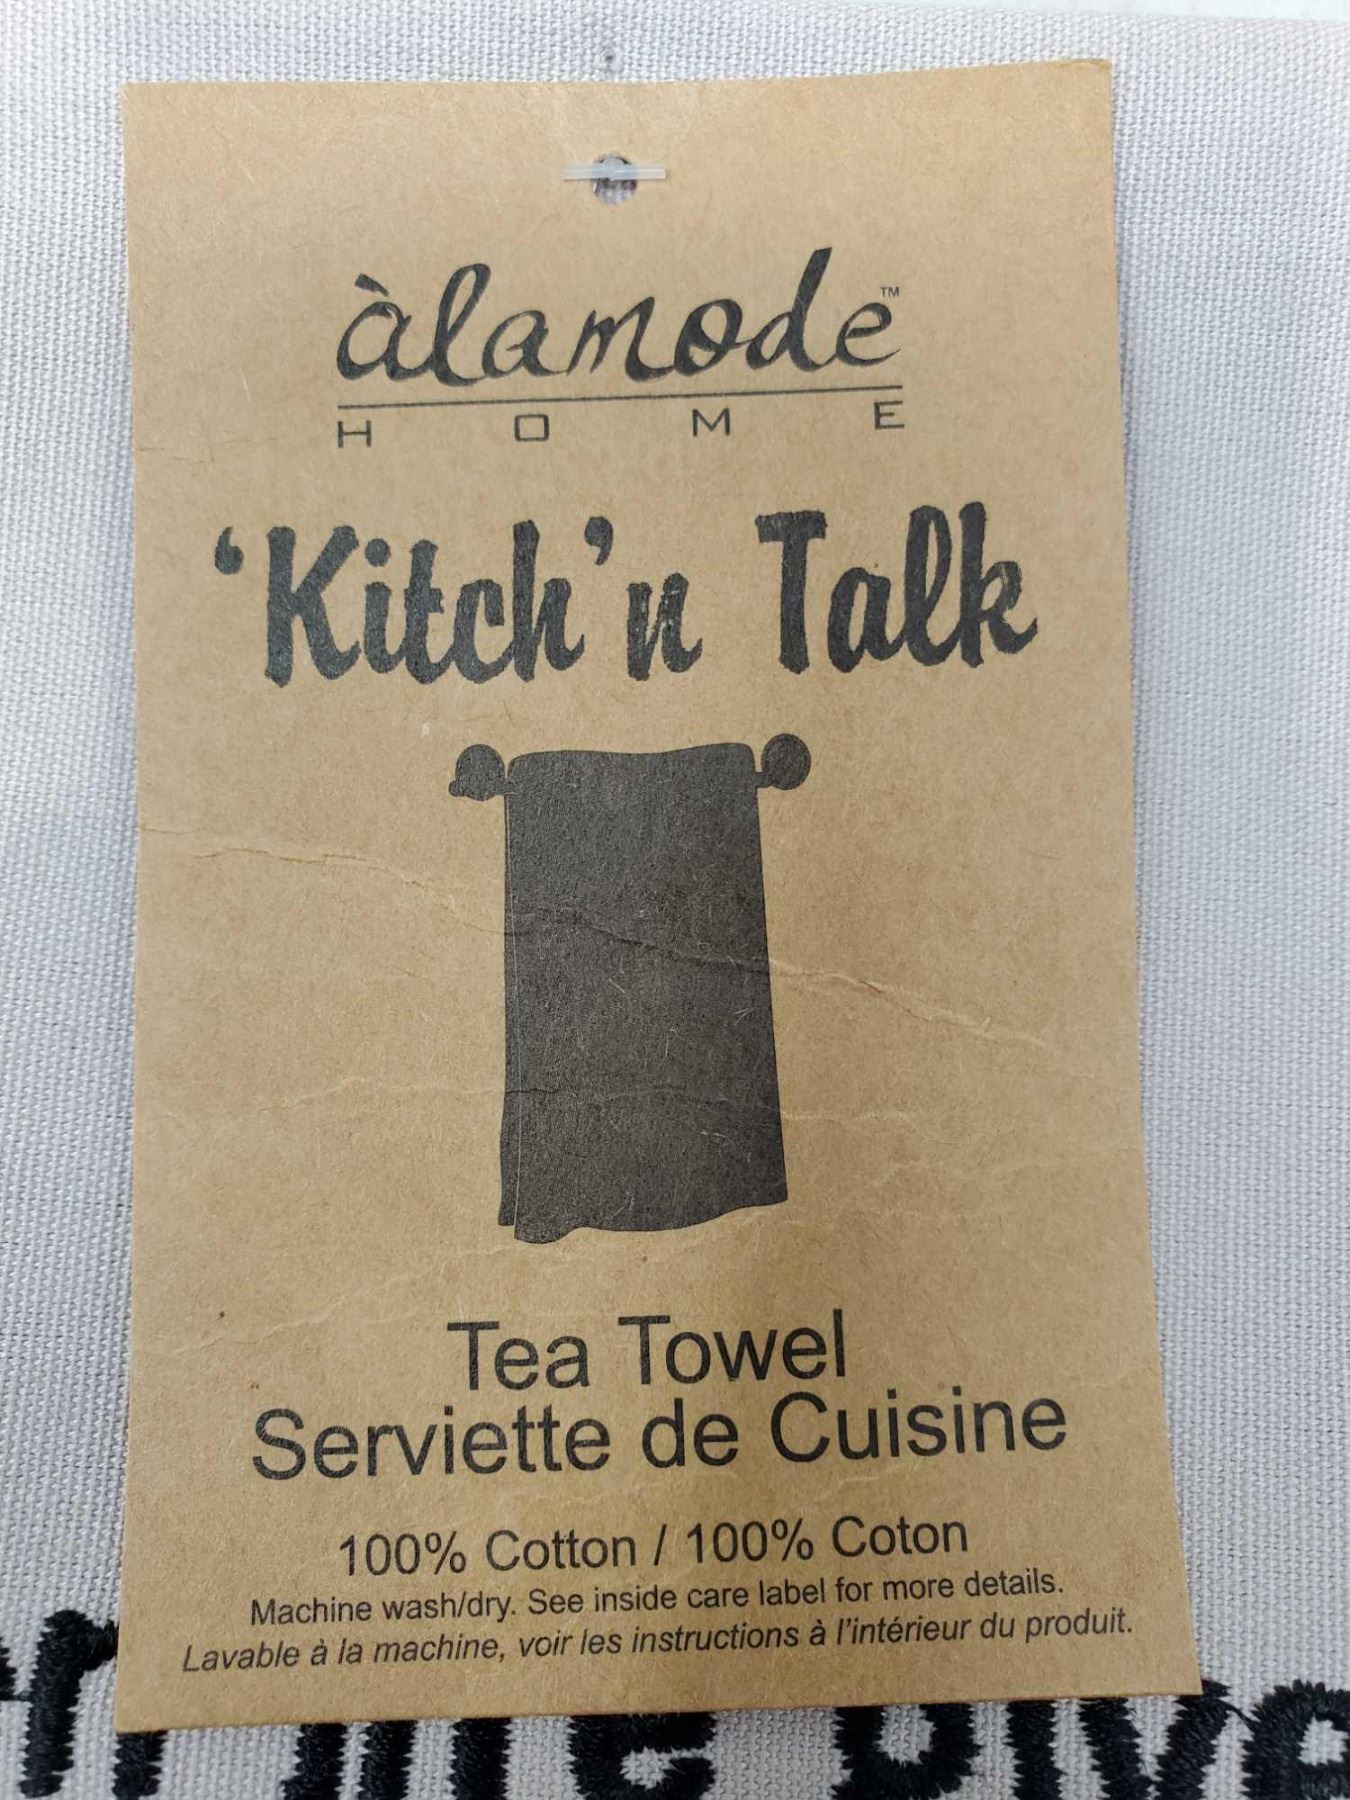 àlamode™
HOME
‘Kitch’n Talk
Tea Towel
Serviette de Cuisine
100% Cotton / 100% Coton
Machine wash/dry. See inside care label for more details.
Lavable à la machine, voir les instructions à l’intérieur du produit.